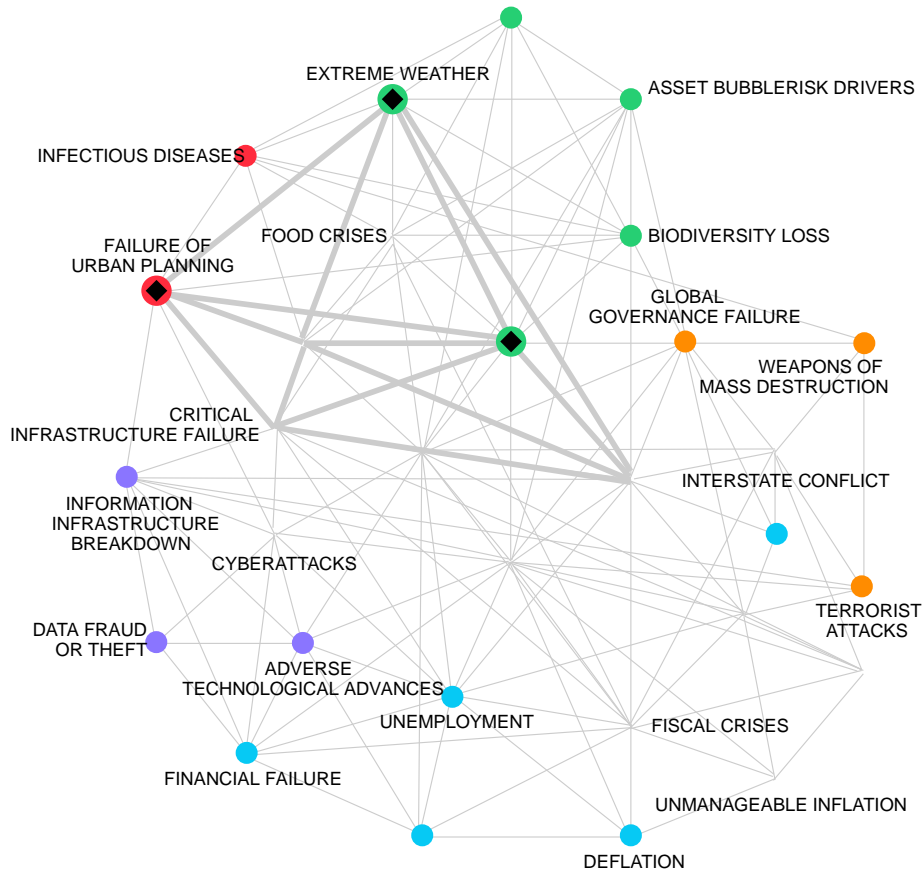 EXTREME WEATHER
ASSET BUBBLERISK DRIVERS
INFECTIOUS DISEASES
FOOD CRISES
BIODIVERSITY LOSS
FAILURE OF
URBAN PLANNING
GLOBAL
GOVERNANCE FAILURE
WEAPONS OF
MASS DESTRUCTION
CRITICAL
INFRASTRUCTURE FAILURE
INTERSTATE CONFLICT
INFORMATION
INFRASTRUCTURE
BREAKDOWN
CYBERATTACKS
TERRORIST
ATTACKS
DATA FRAUD
OR THEFT
ADVERSE
TECHNOLOGICAL ADVANCES
UNEMPLOYMENT
FISCAL CRISES
FINANCIAL FAILURE
UNMANAGEABLE INFLATION
DEFLATION